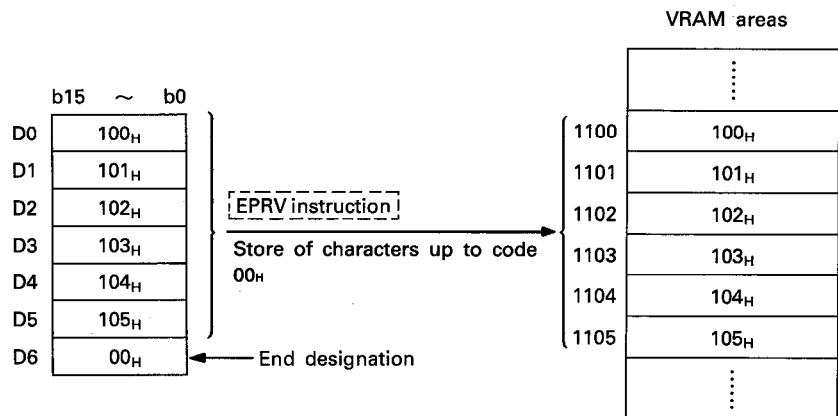 VRAM areas
b15 ~ b0
D0 100H
D1 101H
D2 102H
D3 103H
D4 104H
D5 105H
D6 00H
EPRV instruction
Store of characters up to code
00H
End designation
1100 100H
1101 101H
1102 102H
1103 103H
1104 104H
1105 105H